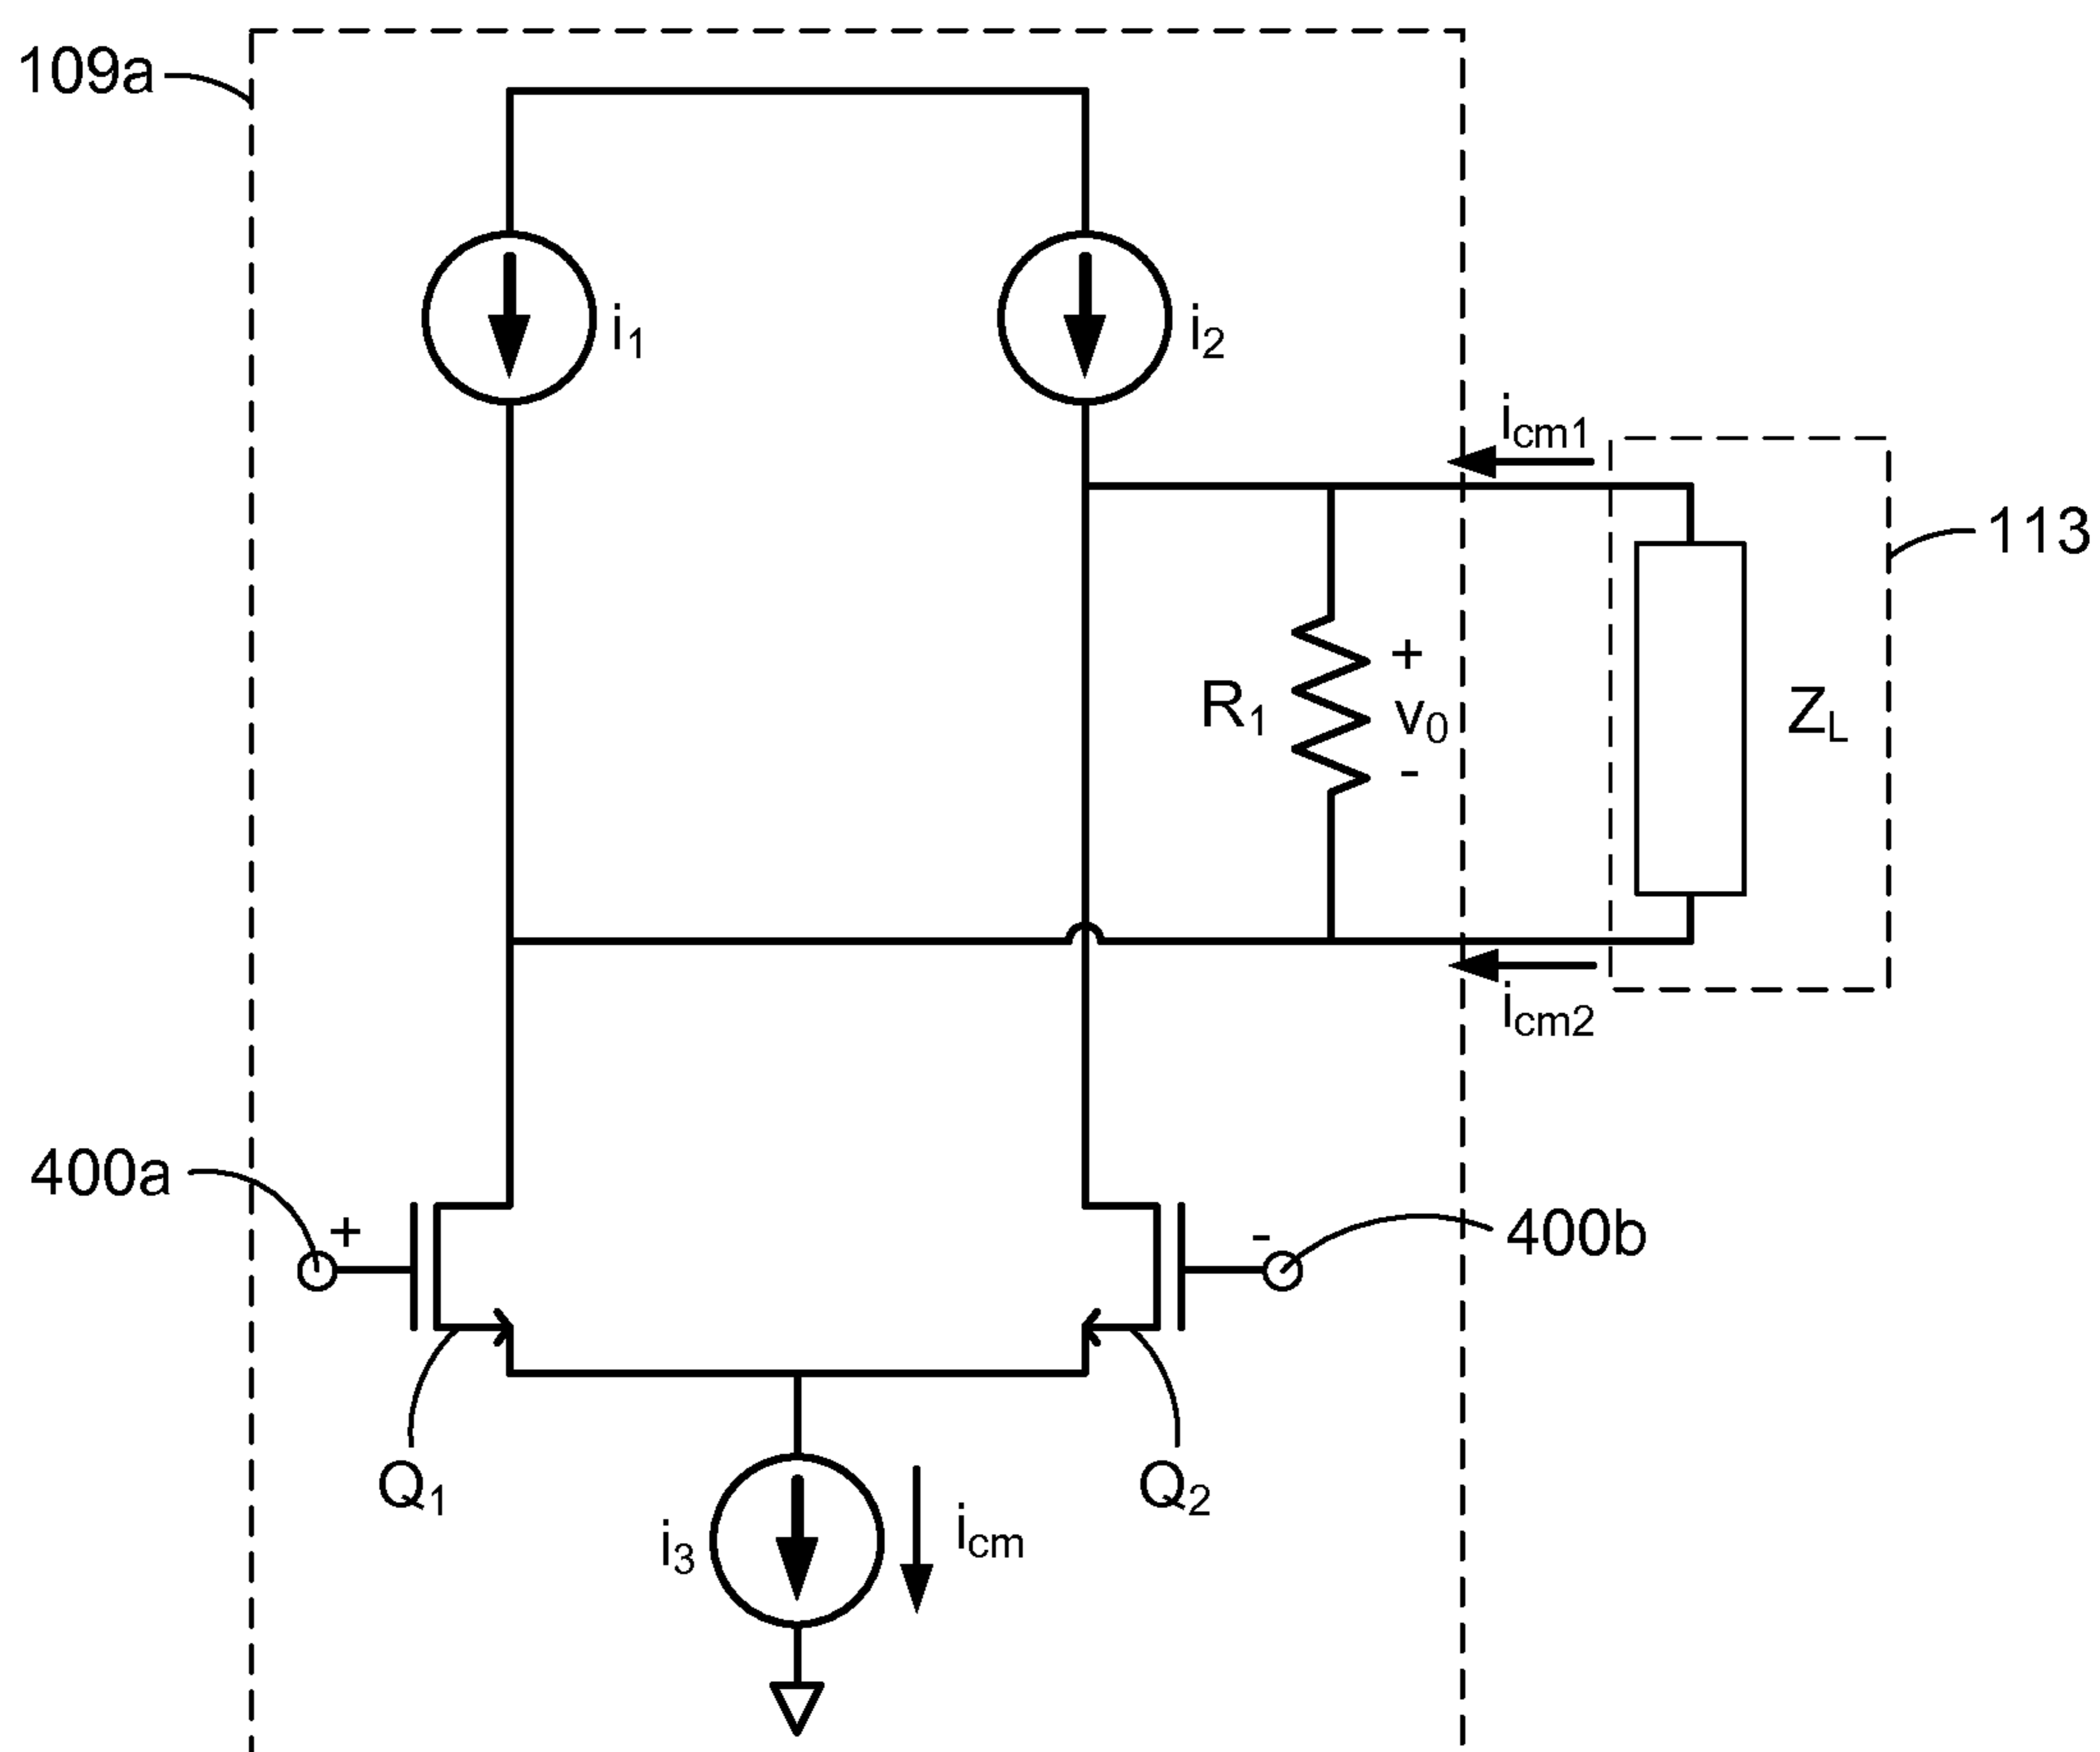 109a
i1
i2
icm1
113
+
R1
v0
ZL
-
icm2
400a
+
-
400b
Q1
Q2
i3
icm